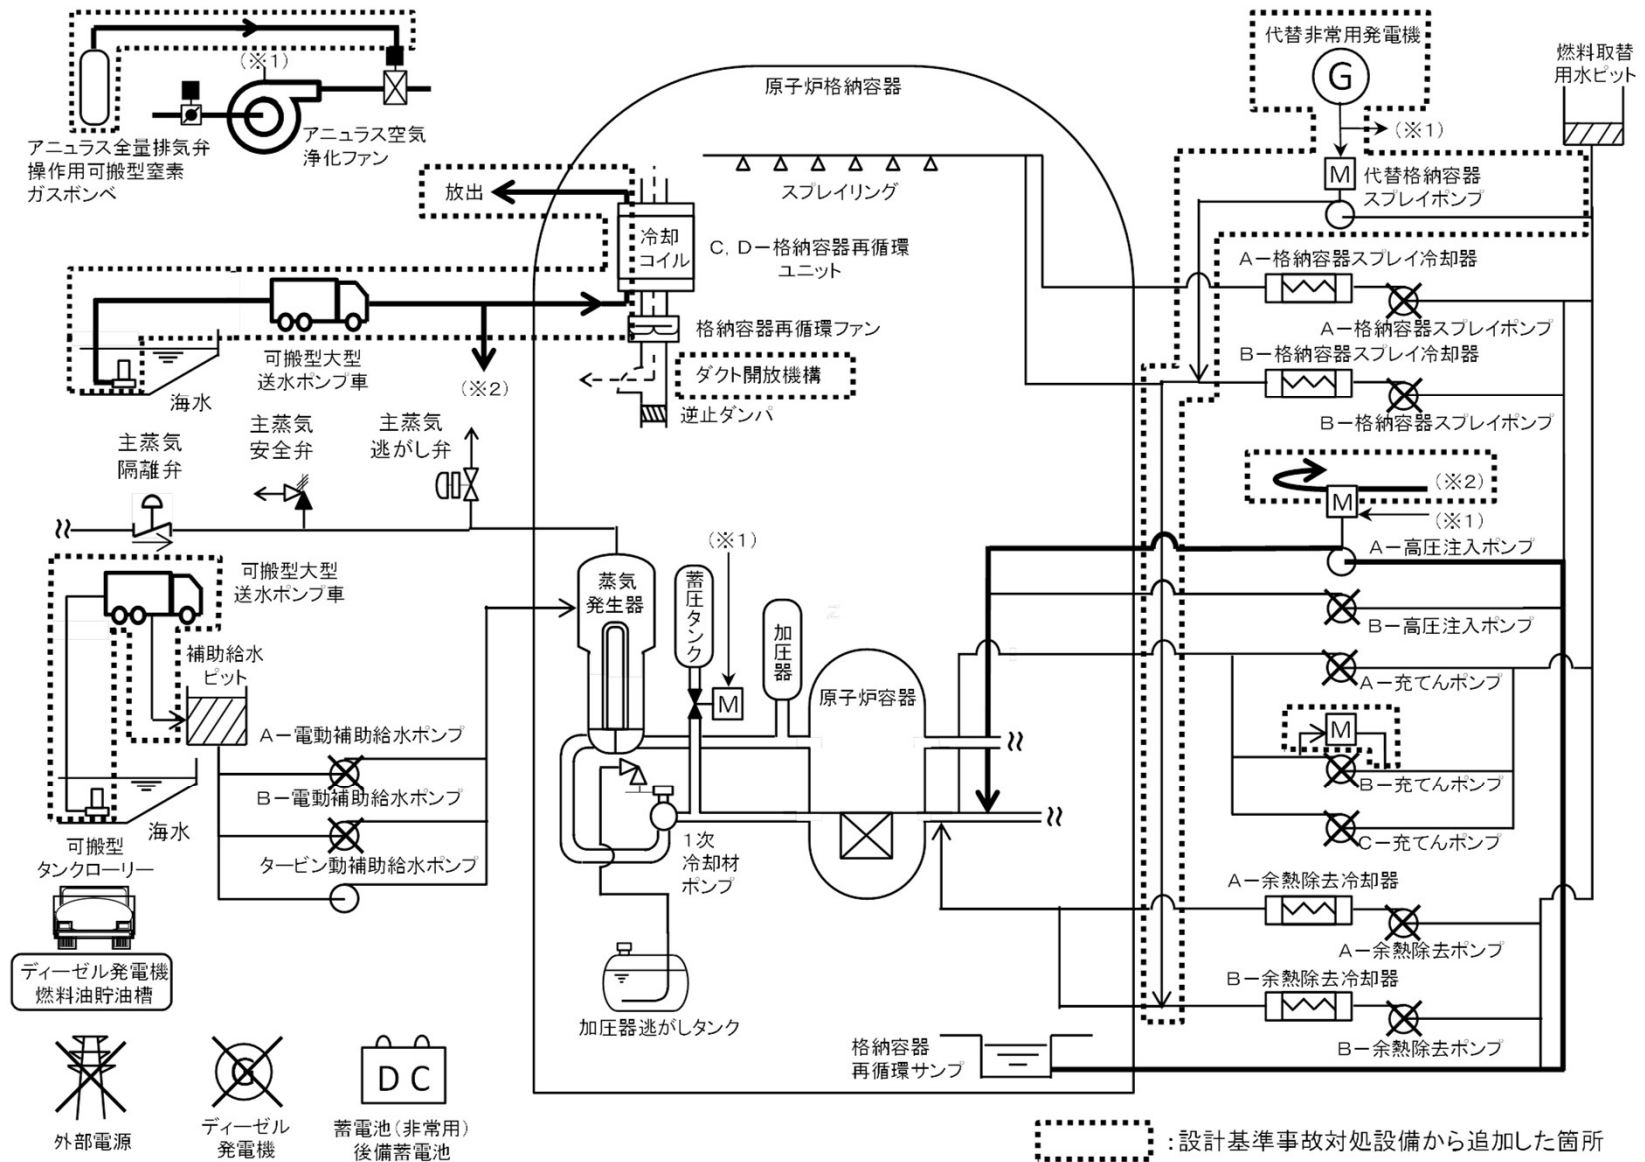 代替非常用発電機
G
(※1)
M
代替格納容器
スプレイポンプ
燃料取替
用水ピット
(※1)
アニュラス全量排気弁
操作用可搬型窒素
ガスボンベ
アニュラス空気
浄化ファン
原子炉格納容器
スプレイリング
放出
冷却
コイル
C, D－格納容器再循環
ユニット
格納容器再循環ファン
ダクト開放機構
逆止ダンパ
可搬型大型
送水ポンプ車
海水
(※2)
A－格納容器スプレイ冷却器
A－格納容器スプレイポンプ
B－格納容器スプレイ冷却器
B－格納容器スプレイポンプ
主蒸気
隔離弁
主蒸気
安全弁
主蒸気
逃がし弁
(※2)
M
(※1)
A－高圧注入ポンプ
B－高圧注入ポンプ
A－充てんポンプ
M
B－充てんポンプ
C－充てんポンプ
可搬型大型
送水ポンプ車
補助給水
ピット
A－電動補助給水ポンプ
B－電動補助給水ポンプ
タービン動補助給水ポンプ
海水
蒸気
発生器
蓄圧タンク
(※1)
M
加圧器
原子炉容器
1次
冷却材
ポンプ
加圧器逃がしタンク
A－余熱除去冷却器
A－余熱除去ポンプ
B－余熱除去冷却器
B－余熱除去ポンプ
格納容器
再循環サンプ
可搬型
タンクローリー
ディーゼル発電機
燃料油貯油槽
外部電源
G
ディーゼル
発電機
DC
蓄電池(非常用)
後備蓄電池
:設計基準事故対処設備から追加した箇所